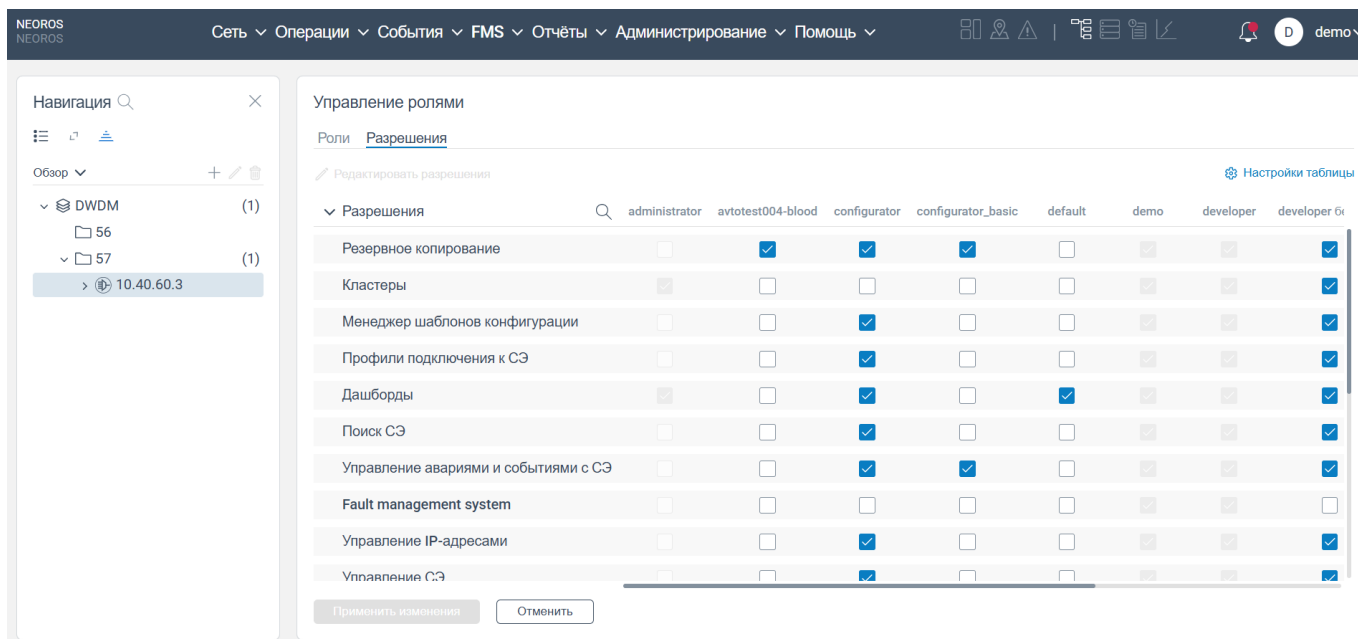 NEOROS
NEOROS
Сеть Операции События FMS Отчёты Администрирование Помощь
D demo
Навигация
Обзор
DWDM (1)
56
57 (1)
10.40.60.3
Управление ролями
Роли Разрешения
Редактировать разрешения
Настройки таблицы
Разрешения administrator avtotest004-blood configurator configurator_basic default demo developer developer
Резервное копирование
Кластеры
Менеджер шаблонов конфигурации
Профили подключения к СЭ
Дашборды
Поиск СЭ
Управление авариями и событиями с СЭ
Fault management system
Управление IP-адресами
Управление СЭ
Применить изменения Отменить